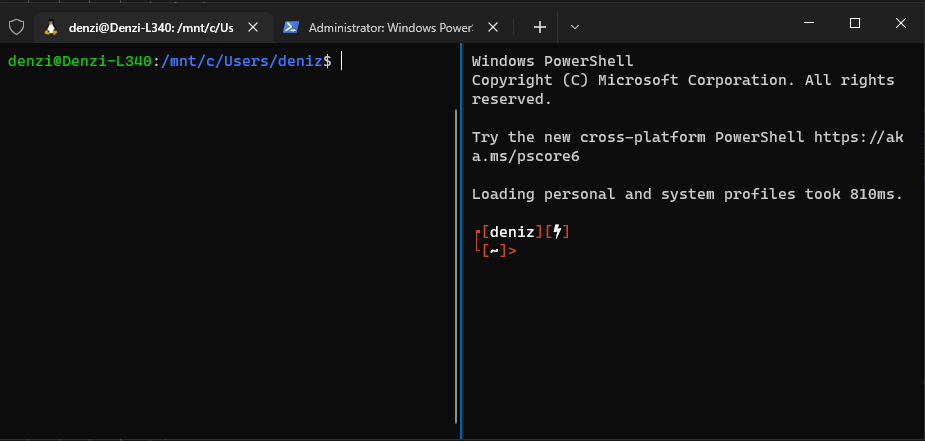 denzi@Denzi-L340: /mnt/c/Us
Administrator: Windows Power
denzi@Denzi-L340:/mnt/c/Users/deniz$
Windows PowerShell
Copyright (C) Microsoft Corporation. All rights
reserved.
Try the new cross-platform PowerShell https://ak
a.ms/pscore6
Loading personal and system profiles took 810ms.
[deniz][⚡]
[~]>